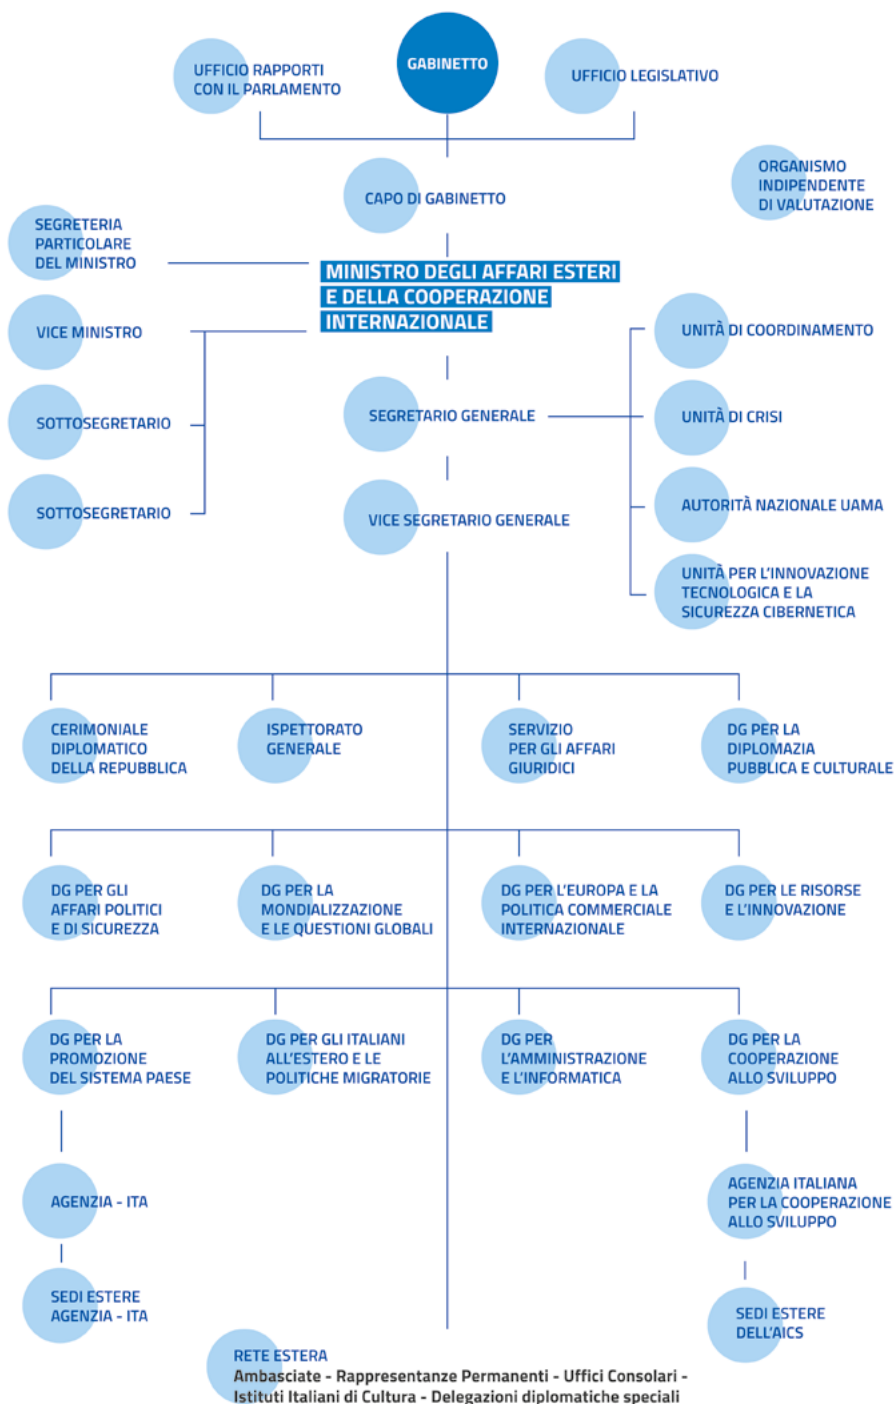 UFFICIO RAPPORTI
CON IL PARLAMENTO
GABINETTO
UFFICIO LEGISLATIVO
ORGANISMO
INDIPENDENTE
DI VALUTAZIONE
CAPO DI GABINETTO
SEGRETERIA
PARTICOLARE
DEL MINISTRO
MINISTRO DEGLI AFFARI ESTERI
E DELLA COOPERAZIONE
INTERNAZIONALE
VICE MINISTRO
SOTTOSEGRETARIO
SOTTOSEGRETARIO
SEGRETARIO GENERALE
VICE SEGRETARIO GENERALE
UNITÀ DI COORDINAMENTO
UNITÀ DI CRISI
AUTORITÀ NAZIONALE UAMA
UNITÀ PER L'INNOVAZIONE
TECNOLOGICA E LA
SICUREZZA CIBERNETICA
CERIMONIALE
DIPLOMATICO
DELLA REPUBBLICA
ISPETTORATO
GENERALE
SERVIZIO
PER GLI AFFARI
GIURIDICI
DG PER LA
DIPLOMAZIA
PUBBLICA E CULTURALE
DG PER GLI
AFFARI POLITICI
E DI SICUREZZA
DG PER LA
MONDIALIZZAZIONE
E LE QUESTIONI GLOBALI
DG PER L'EUROPA E LA
POLITICA COMMERCIALE
INTERNAZIONALE
DG PER LE RISORSE
E L'INNOVAZIONE
DG PER LA
PROMOZIONE
DEL SISTEMA PAESE
DG PER GLI ITALIANI
ALL'ESTERO E LE
POLITICHE MIGRATORIE
DG PER
L'AMMINISTRAZIONE
E L'INFORMATICA
DG PER LA
COOPERAZIONE
ALLO SVILUPPO
AGENZIA - ITA
AGENZIA ITALIANA
PER LA COOPERAZIONE
ALLO SVILUPPO
SEDI ESTERE
AGENZIA - ITA
SEDI ESTERE
DELL'AICS
RETE ESTERA
Ambasciate - Rappresentanze Permanenti - Uffici Consolari -
Istituti Italiani di Cultura - Delegazioni diplomatiche speciali